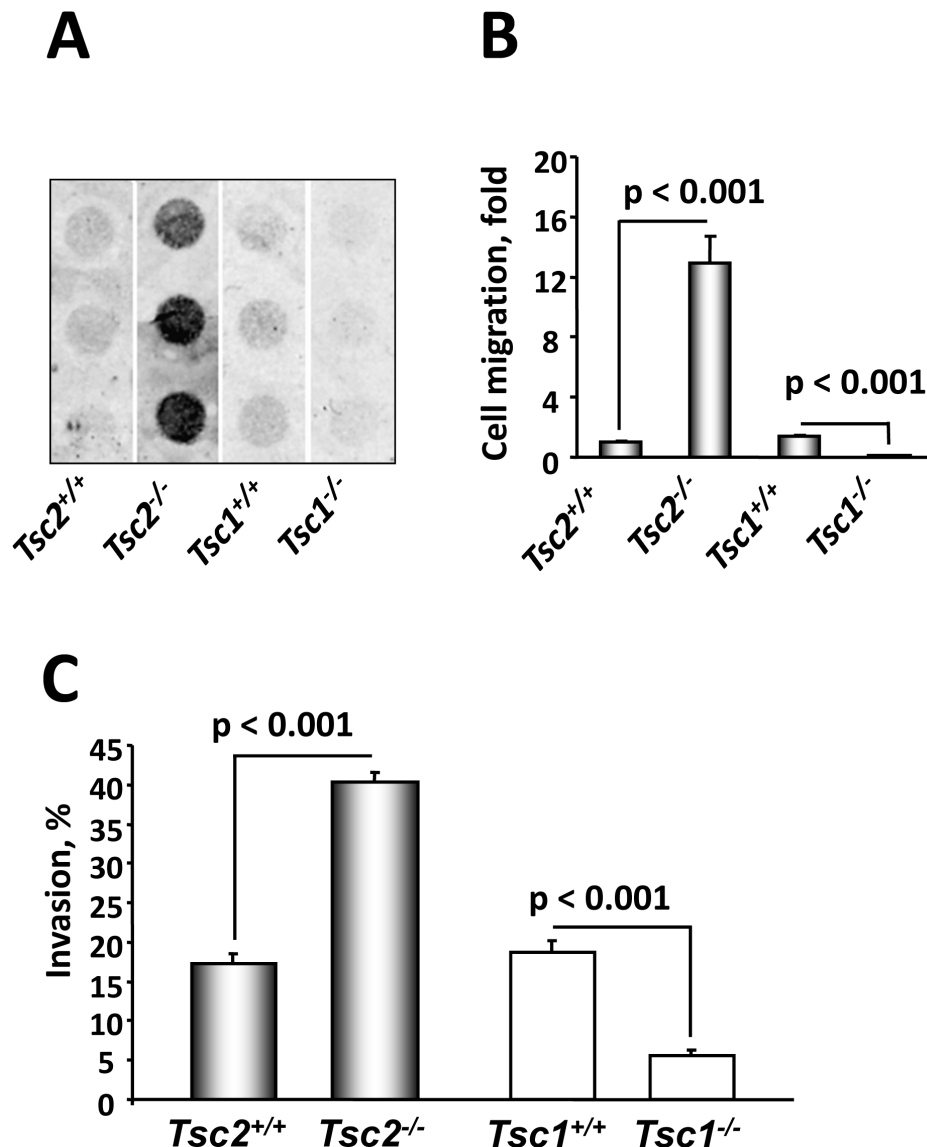 A
Tsc2+/+
Tsc2-/-
Tsc1+/+
Tsc1-/-
B
Cell migration, fold
20
16
12
8
4
0
p < 0.001
p < 0.001
Tsc2+/+
Tsc2-/-
Tsc1+/+
Tsc1-/-
C
Invasion, %
45
40
35
30
25
20
15
10
5
0
p < 0.001
p < 0.001
Tsc2+/+
Tsc2-/-
Tsc1+/+
Tsc1-/-